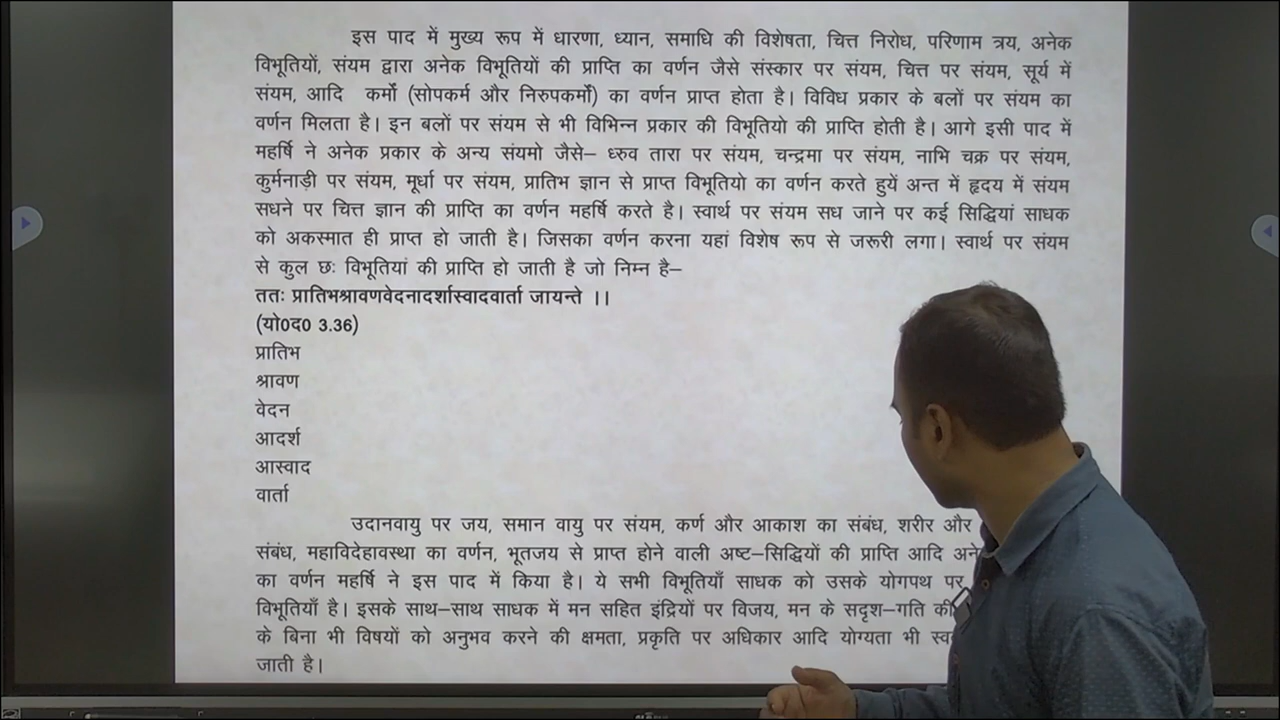 इस पाद में मुख्य रूप में धारणा, ध्यान, समाधि की विशेषता, चित्त निरोध, परिणाम त्रय, अनेक
विभूतियों, संयम द्वारा अनेक विभूतियों की प्राप्ति का वर्णन जैसे संस्कार पर संयम, चित्त पर संयम, सूर्य में
संयम, आदि कर्मों (सोपकर्म और निरुपकर्मो) का वर्णन प्राप्त होता है। विविध प्रकार के बलों पर संयम का
वर्णन मिलता है। इन बलों पर संयम से भी विभिन्न प्रकार की विभूतियो की प्राप्ति होती है। आगे इसी पाद में
महर्षि ने अनेक प्रकार के अन्य संयमो जैसे– ध्रुव तारा पर संयम, चन्द्रमा पर संयम, नाभि चक्र पर संयम,
कुर्मनाड़ी पर संयम, मूर्धा पर संयम, प्रातिभ ज्ञान से प्राप्त विभूतियो का वर्णन करते हुयें अन्त में हृदय में संयम
सधने पर चित्त ज्ञान की प्राप्ति का वर्णन महर्षि करते है। स्वार्थ पर संयम सध जाने पर कई सिद्धियां साधक
को अकस्मात ही प्राप्त हो जाती है। जिसका वर्णन करना यहां विशेष रूप से जरूरी लगा। स्वार्थ पर संयम
से कुल छः विभूतियां की प्राप्ति हो जाती है जो निम्न है–
ततः प्रातिभश्रावणवेदनादर्शास्वादवार्ता जायन्ते ।।
(यो0द0 3.36)
प्रातिभ
श्रावण
वेदन
आदर्श
आस्वाद
वार्ता
उदानवायु पर जय, समान वायु पर संयम, कर्ण और आकाश का संबंध, शरीर और
संबंध, महाविदेहावस्था का वर्णन, भूतजय से प्राप्त होने वाली अष्ट–सिद्धियों की प्राप्ति आदि
का वर्णन महर्षि ने इस पाद में किया है। ये सभी विभूतियाँ साधक को उसके योगपथ पर
विभूतियाँ है। इसके साथ–साथ साधक में मन सहित इंद्रियों पर विजय, मन के सदृश–गति की
के बिना भी विषयों को अनुभव करने की क्षमता, प्रकृति पर अधिकार आदि योग्यता भी
जाती है।